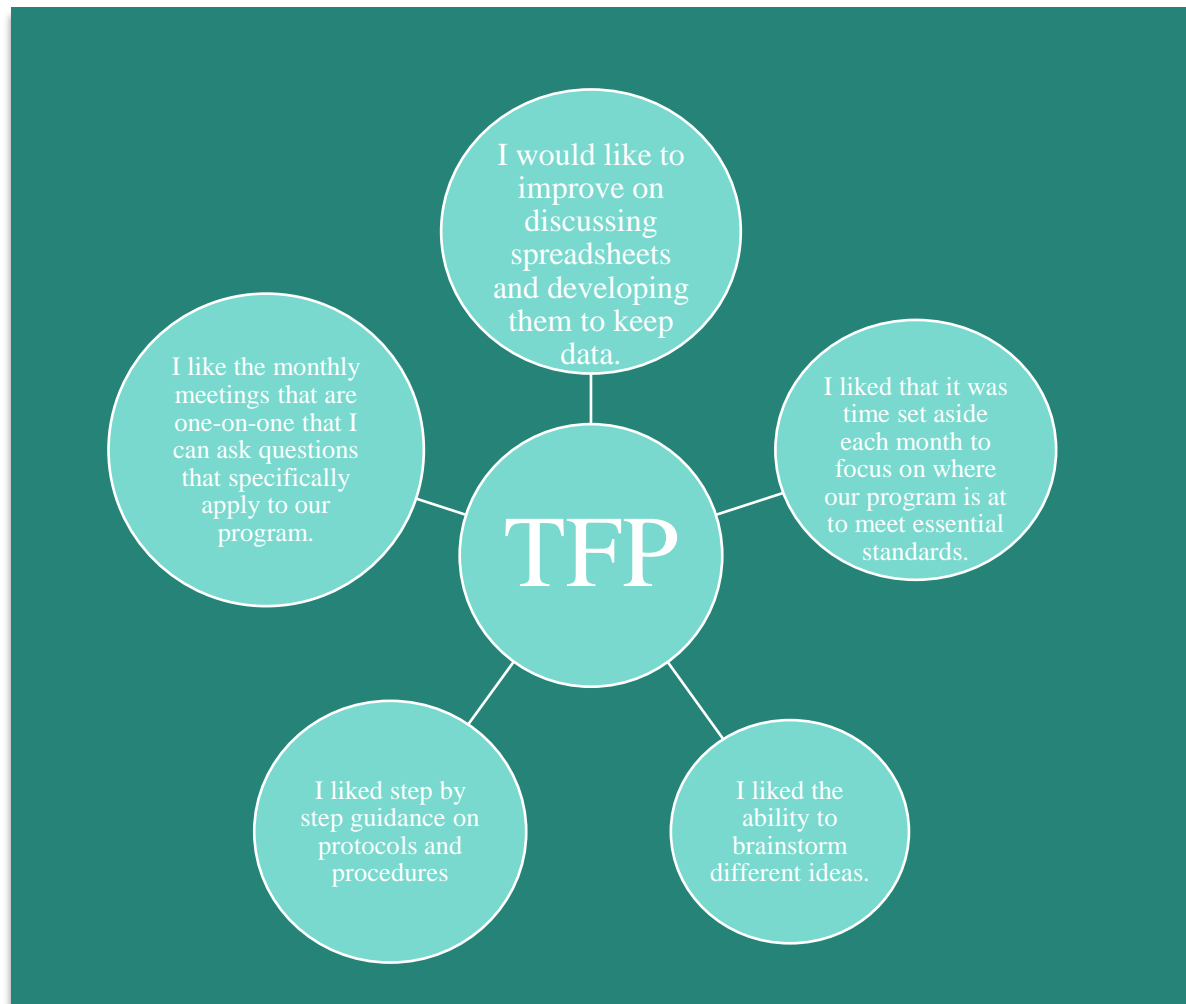 I would like to
improve on
discussing
spreadsheets
and developing
them to keep
data.
I like the monthly
meetings that are
one-on-one that I
can ask questions
that specifically
apply to our
program.
I liked that it was
time set aside
each month to
focus on where
our program is at
to meet essential
standards.
TFP
I liked step by
step guidance on
protocols and
procedures
I liked the
ability to
brainstorm
different ideas.